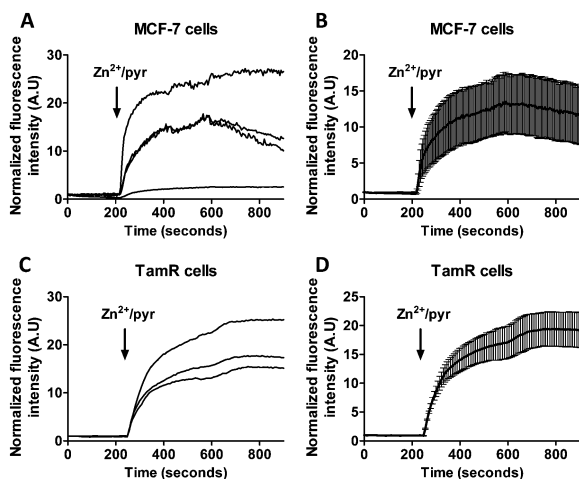 A
MCF-7 cells
Normalized fluorescence
intensity (A.U)
30
20
10
0
Zn²⁺/pyr
0 200 400 600 800
Time (seconds)
B
MCF-7 cells
Normalized fluorescence
intensity (A.U)
20
15
10
5
0
Zn²⁺/pyr
0 200 400 600 800
Time (seconds)
C
TamR cells
Normalized fluorescence
intensity (A.U)
30
20
10
0
Zn²⁺/pyr
0 200 400 600 800
Time (seconds)
D
TamR cells
Normalized fluorescence
intensity (A.U)
25
20
15
10
5
0
Zn²⁺/pyr
0 200 400 600 800
Time (seconds)